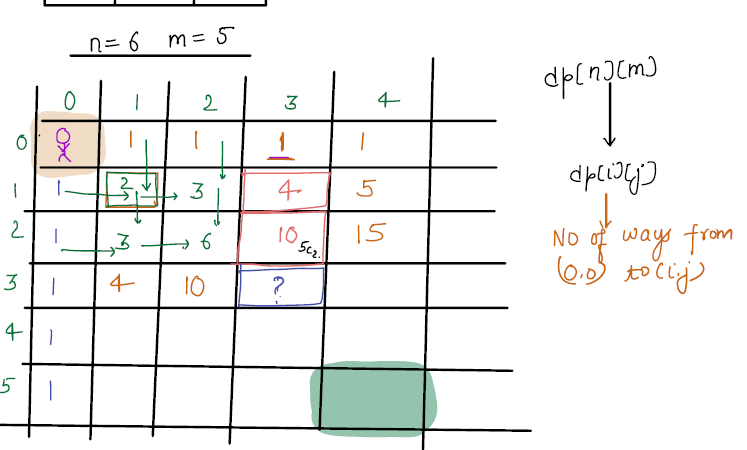 n= 6 m= 5
0 1 2 3 4
0 1 1 1 1
1 1 2 3 4 5
2 1 3 6 10 5c2. 15
3 1 4 10 ?
4 1
5 1
dp[n][m]
dp[i][j]
NO of ways from
(0,0) to (i,j)